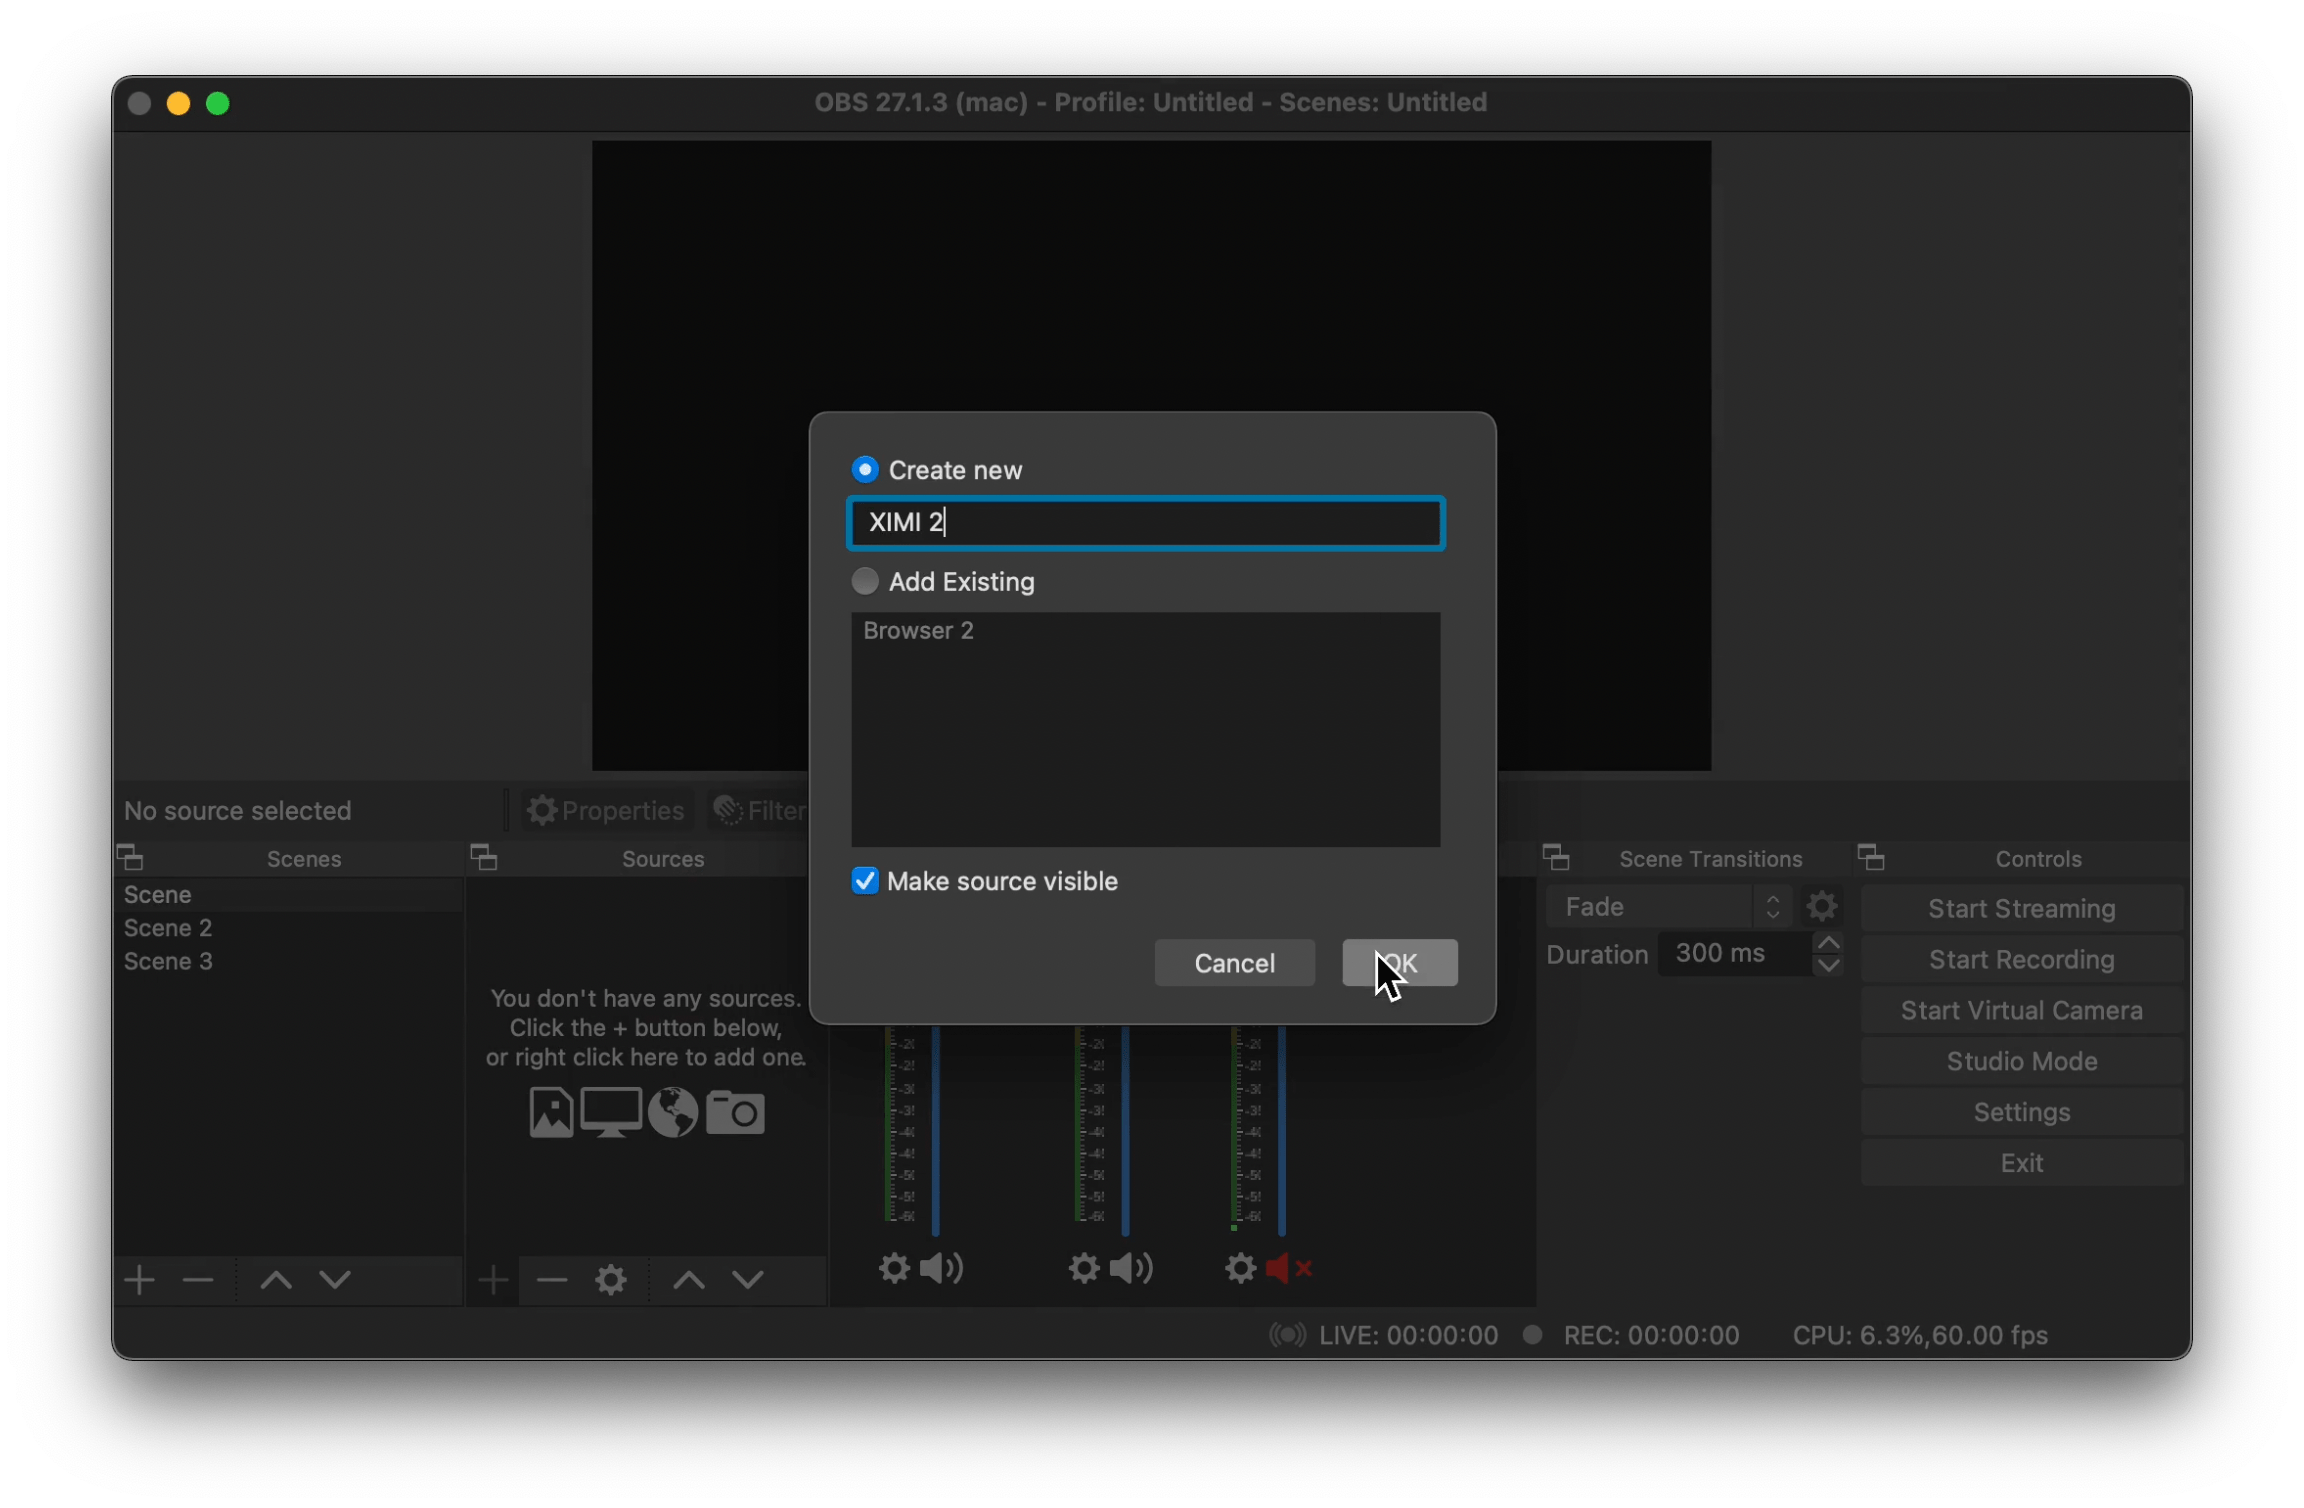 OBS 27.1.3 (mac) - Profile: Untitled - Scenes: Untitled
Create new
XIMI 2
Add Existing
Browser 2
Make source visible
Cancel
OK
No source selected
Properties
Filter
Scenes
Scene
Scene 2
Scene 3
Sources
You don't have any sources.
Click the + button below,
or right click here to add one.
Scene Transitions
Fade
Duration 300 ms
Controls
Start Streaming
Start Recording
Start Virtual Camera
Studio Mode
Settings
Exit
LIVE: 00:00:00
REC: 00:00:00
CPU: 6.3%,60.00 fps